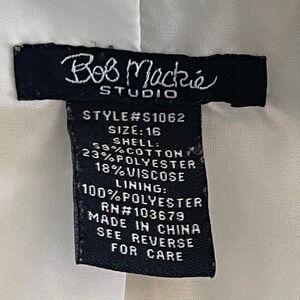 Bob Mackie
STUDIO
STYLE#S1062
SIZE:16
SHELL:
59%COTTON
23%POLYESTER
18%VISCOSE
LINING:
100%POLYESTER
RN#103679
MADE IN CHINA
SEE REVERSE
FOR CARE